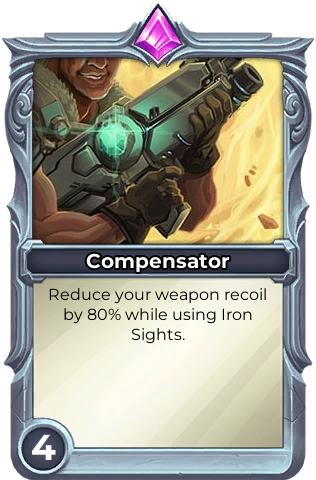 Compensator
Reduce your weapon recoil
by 80% while using Iron
Sights.
4